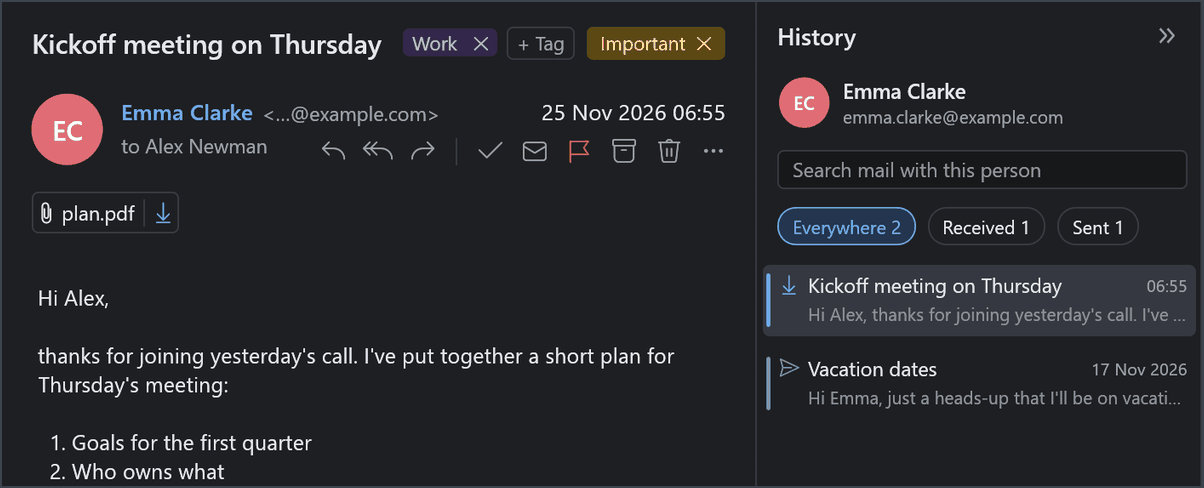 Kickoff meeting on Thursday Work + Tag Important
EC
Emma Clarke <...@example.com> 25 Nov 2026 06:55
to Alex Newman
plan.pdf
Hi Alex,
thanks for joining yesterday's call. I've put together a short plan for
Thursday's meeting:
1. Goals for the first quarter
2. Who owns what
History
EC
Emma Clarke
emma.clarke@example.com
Search mail with this person
Everywhere 2 Received 1 Sent 1
Kickoff meeting on Thursday 06:55
Hi Alex, thanks for joining yesterday's call. I've ...
Vacation dates 17 Nov 2026
Hi Emma, just a heads-up that I'll be on vacati...